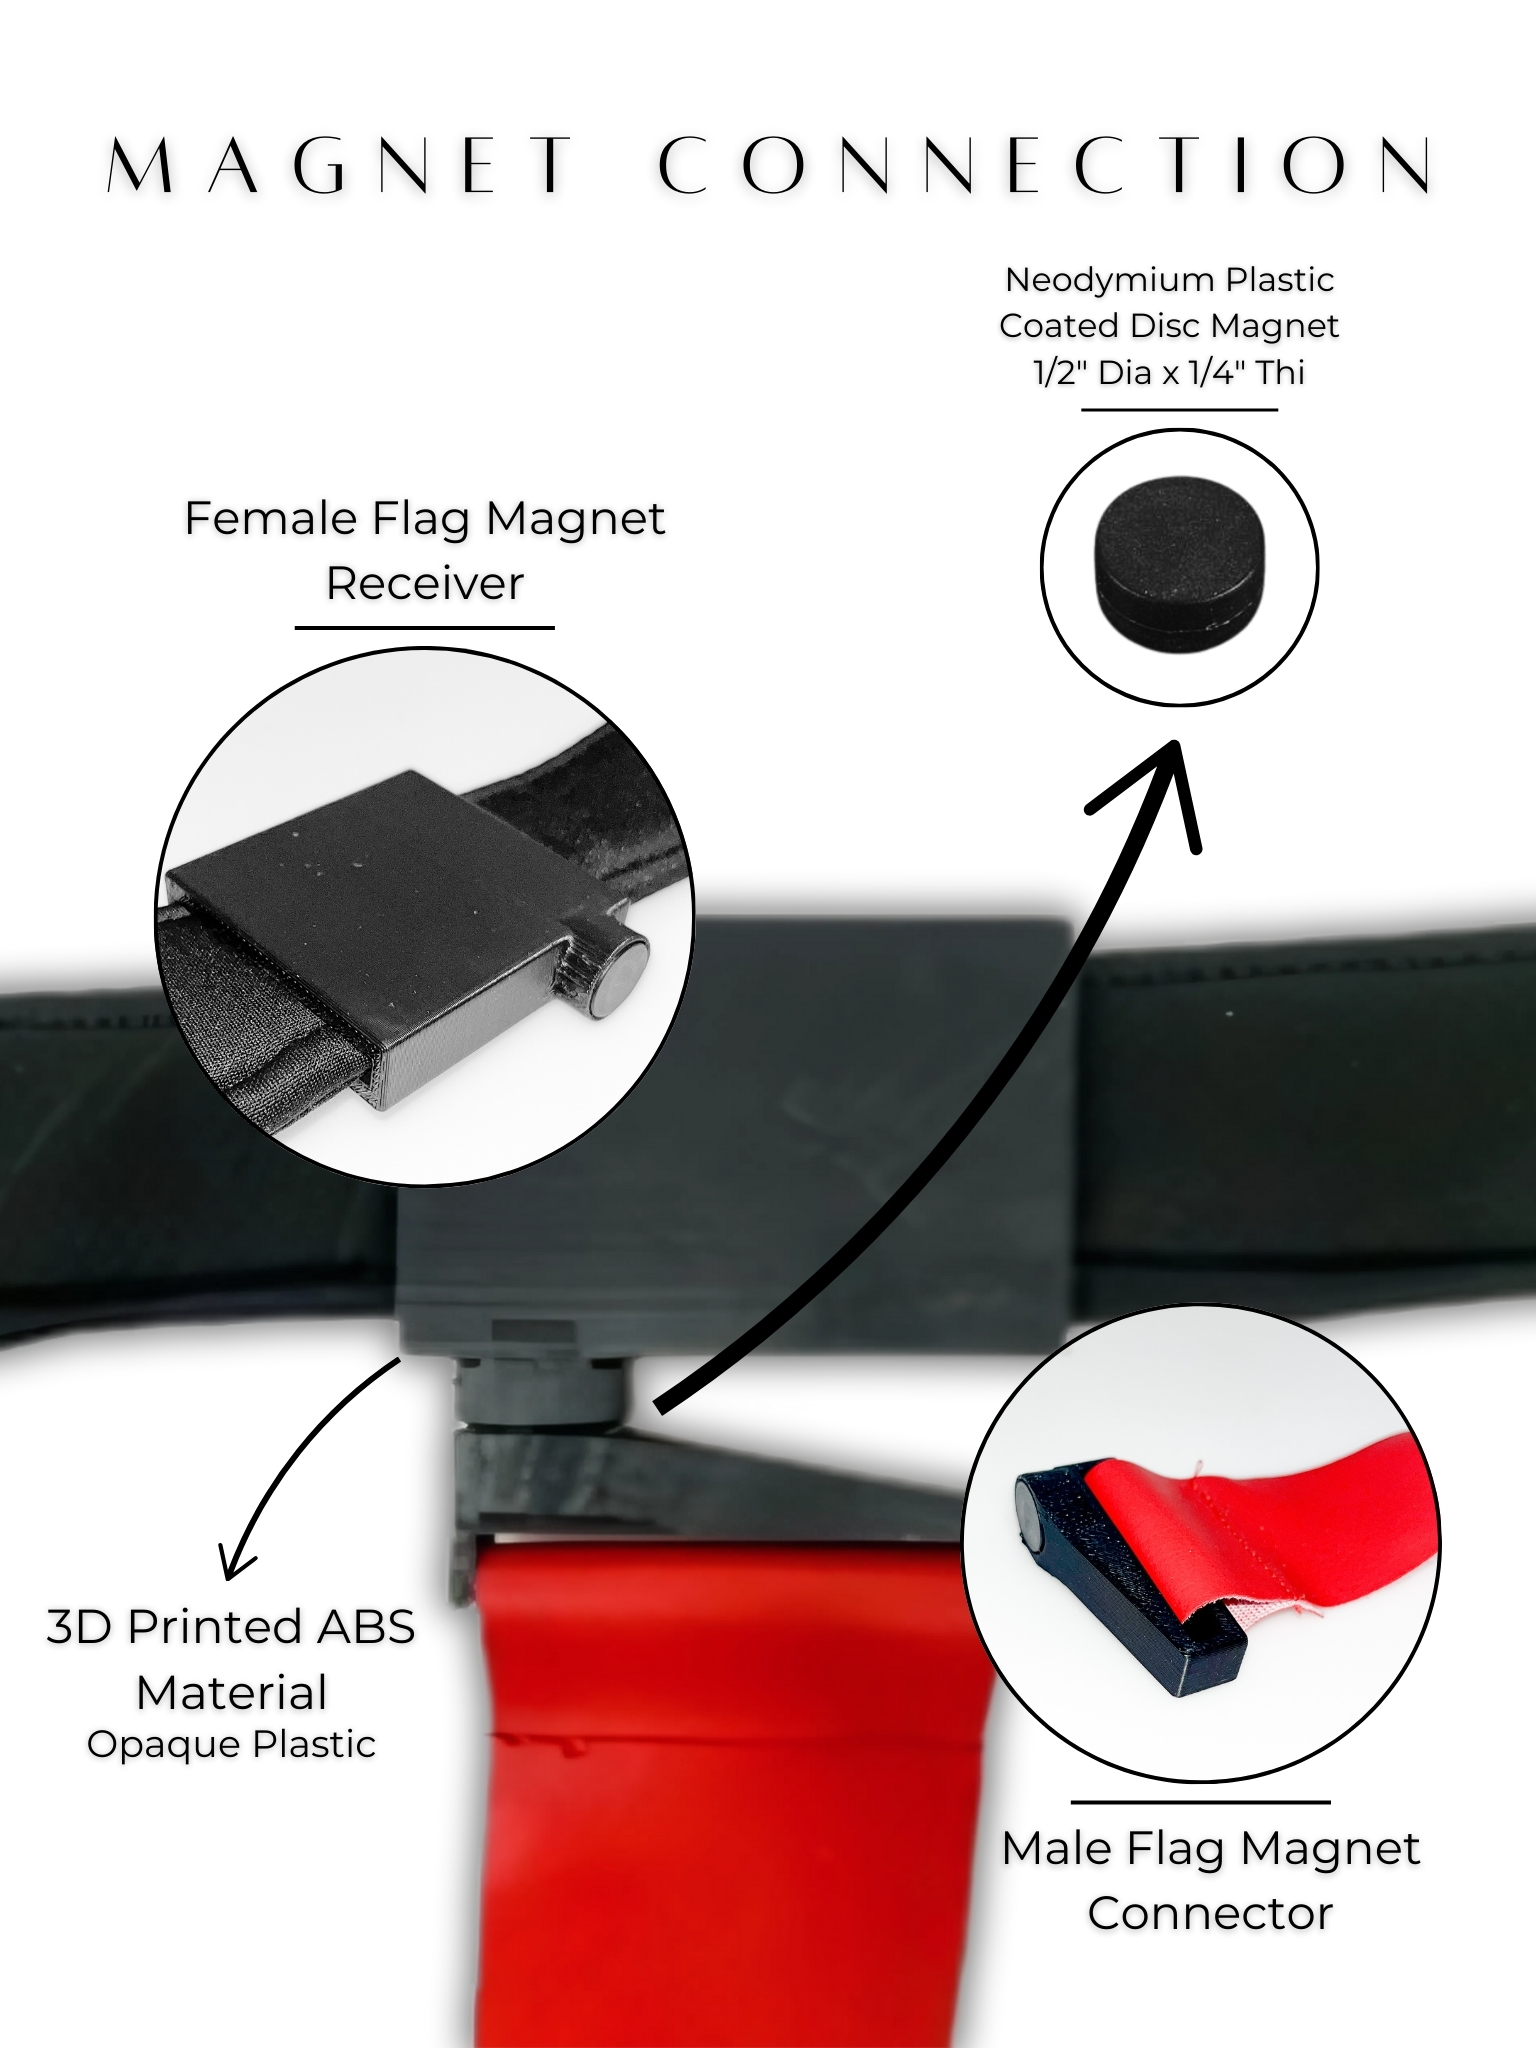 MAGNET CONNECTION
Neodymium Plastic
Coated Disc Magnet
1/2" Dia x 1/4" Thi
Female Flag Magnet
Receiver
3D Printed ABS
Material
Opaque Plastic
Male Flag Magnet
Connector